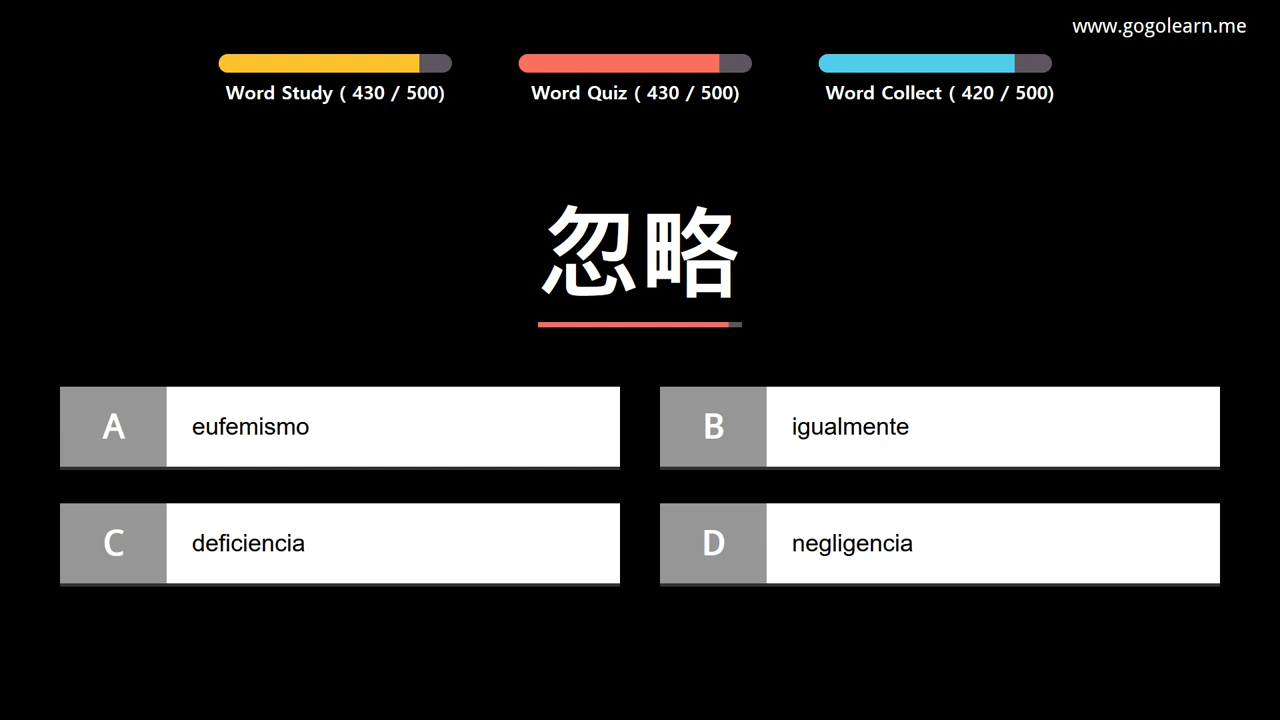 www.gogolearn.me
Word Study ( 430 / 500)
Word Quiz ( 430 / 500)
Word Collect ( 420 / 500)
忽略
A eufemismo
B igualmente
C deficiencia
D negligencia